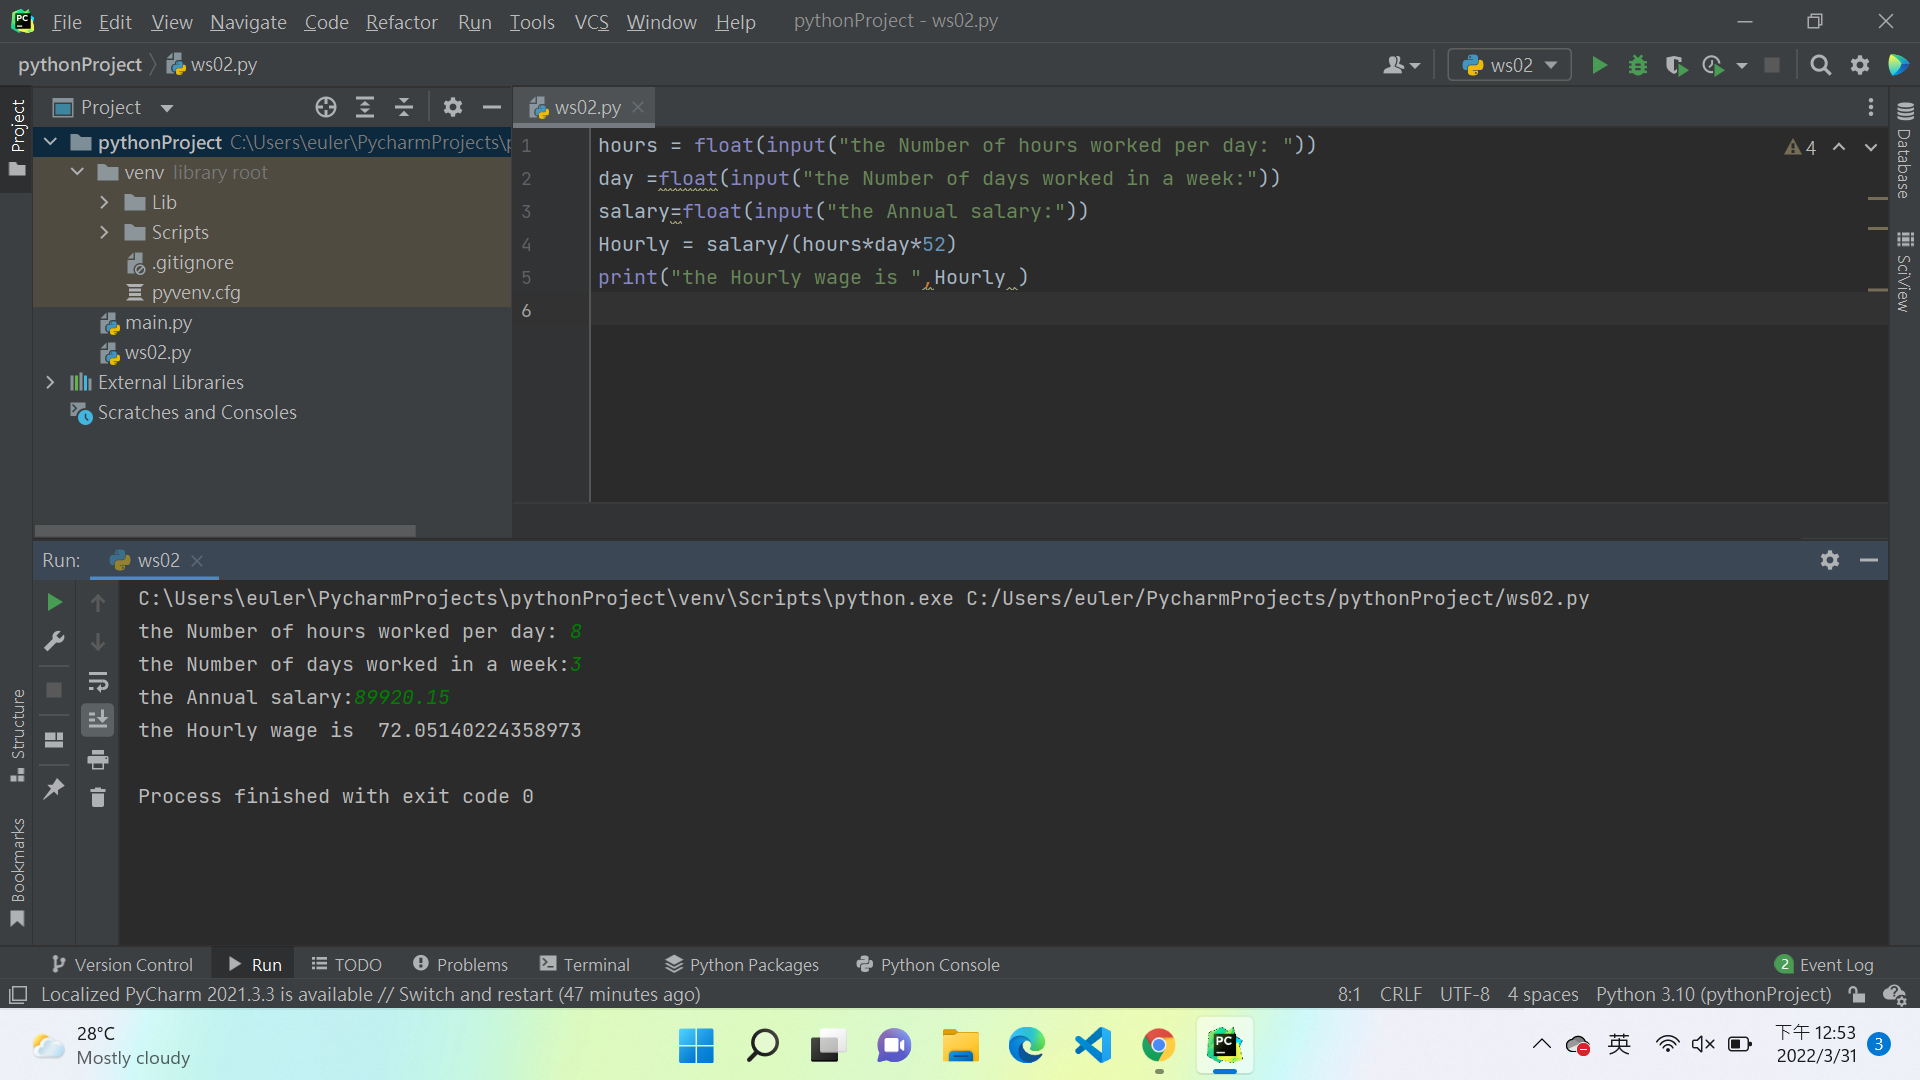 File Edit View Navigate Code Refactor Run Tools VCS Window Help pythonProject - ws02.py
pythonProject ws02.py
ws02
Project
Project
ws02.py
pythonProject C:\Users\euler\PycharmProjects\p
venv library root
Lib
Scripts
.gitignore
pyvenv.cfg
main.py
ws02.py
External Libraries
Scratches and Consoles
1 hours = float(input("the Number of hours worked per day: "))
2 day =float(input("the Number of days worked in a week:"))
3 salary=float(input("the Annual salary:"))
4 Hourly = salary/(hours*day*52)
5 print("the Hourly wage is ",Hourly )
6
4
Database
SciView
Run: ws02
C:\Users\euler\PycharmProjects\pythonProject\venv\Scripts\python.exe C:/Users/euler/PycharmProjects/pythonProject/ws02.py
the Number of hours worked per day: 8
the Number of days worked in a week:3
the Annual salary:89920.15
the Hourly wage is  72.05140224358973
Process finished with exit code 0
Structure
Bookmarks
Version Control Run TODO Problems Terminal Python Packages Python Console 2 Event Log
Localized PyCharm 2021.3.3 is available // Switch and restart (47 minutes ago) 8:1 CRLF UTF-8 4 spaces Python 3.10 (pythonProject)
28°C
Mostly cloudy
PC
英
下午 12:53
2022/3/31
3